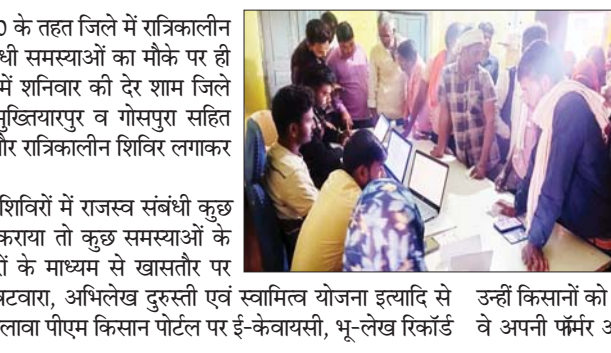 0 के तहत जिले में रात्रिकालीन
धी समस्याओं का मौके पर ही
में शनिवार की देर शाम जिले
मुख्तियारपुर व गोसपुरा सहित
और रात्रिकालीन शिविर लगाकर
शिविरों में राजस्व संबंधी कुछ
कराया तो कुछ समस्याओं के
रों के माध्यम से खासतौर पर
बटवारा, अभिलेख दुरुस्ती एवं स्वामित्व योजना इत्यादि से
लावा पीएम किसान पोर्टल पर ई-केवायसी, भू-लेख रिकॉर्ड
उन्हीं किसानों को
वे अपनी फॉर्मर अ